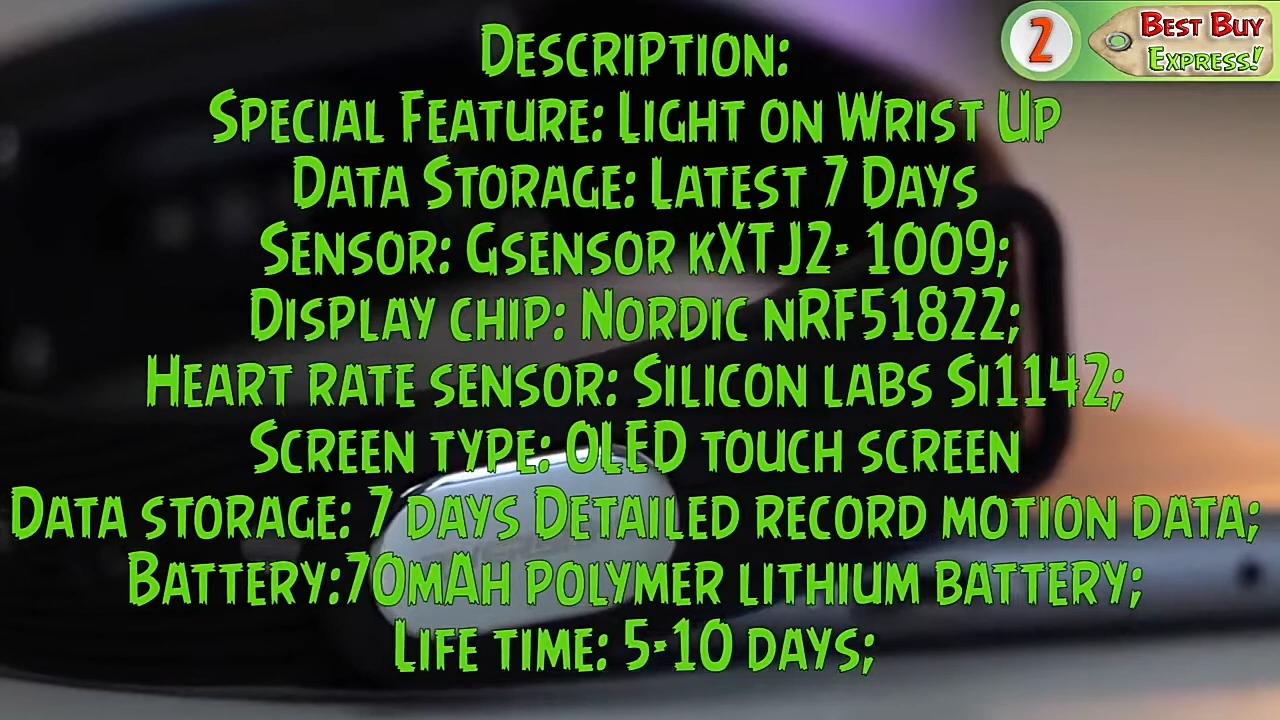 Description:
Special Feature: Light on Wrist Up
Data Storage: Latest 7 Days
Sensor: Gsensor kXTJ2- 1009;
Display chip: Nordic nRF51822;
Heart rate sensor: Silicon labs Si1142;
Screen type: OLED touch screen
Data storage: 7 days Detailed record motion data;
Battery:70mAh polymer lithium battery;
Life time: 5-10 days;
2
Best Buy
Express!